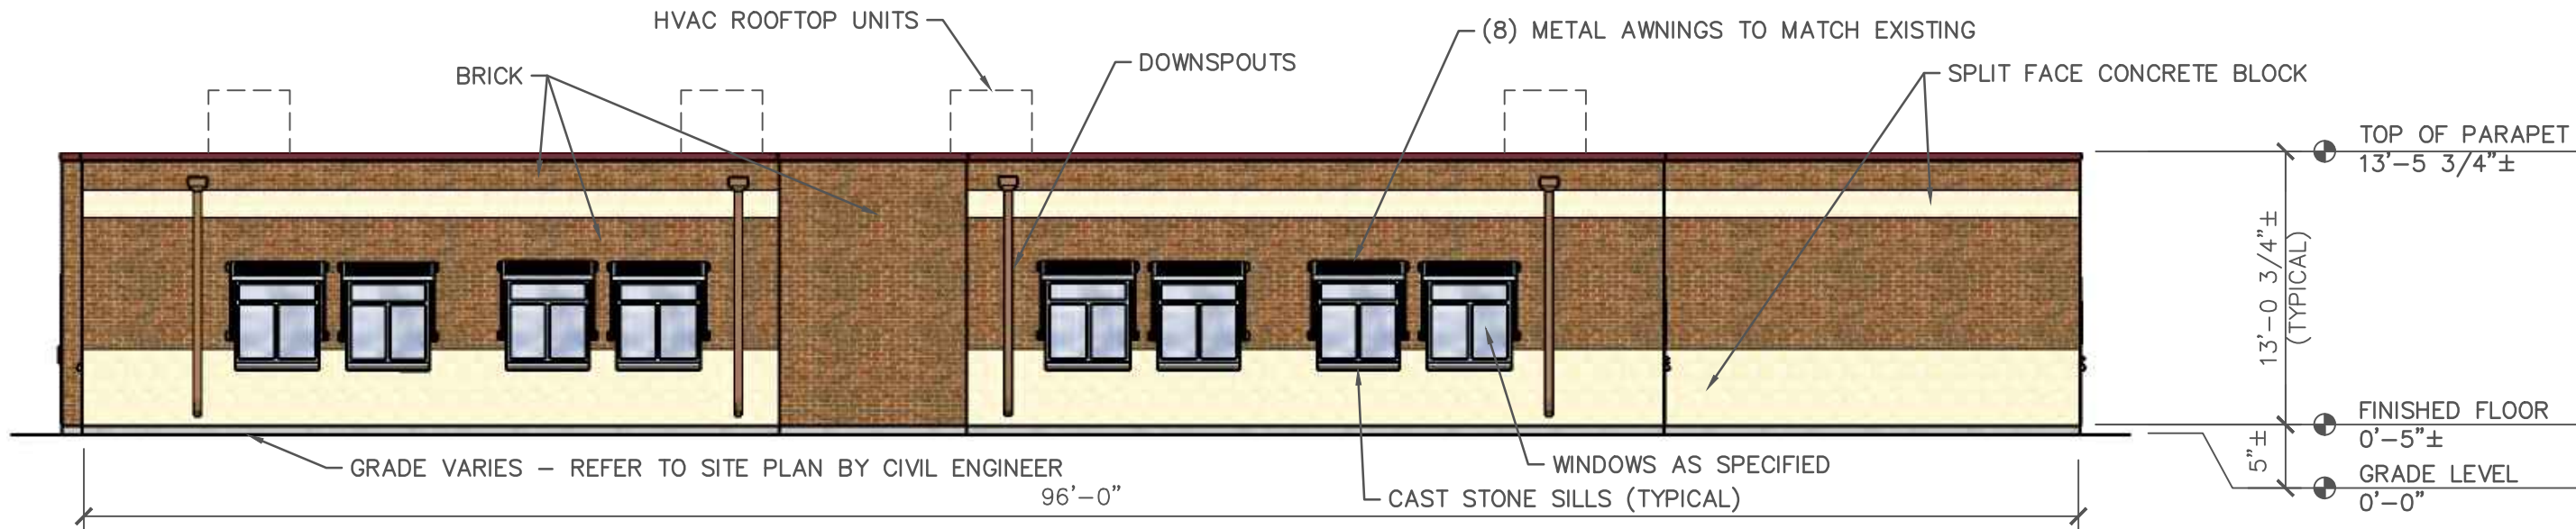 HVAC ROOFTOP UNITS
(8) METAL AWNINGS TO MATCH EXISTING
BRICK
DOWNSPOUTS
SPLIT FACE CONCRETE BLOCK
TOP OF PARAPET
13'-5 3/4"±
13'-0 3/4"±
(TYPICAL)
FINISHED FLOOR
0'-5"±
5"±
GRADE LEVEL
0'-0"
GRADE VARIES – REFER TO SITE PLAN BY CIVIL ENGINEER
WINDOWS AS SPECIFIED
96'-0"
CAST STONE SILLS (TYPICAL)